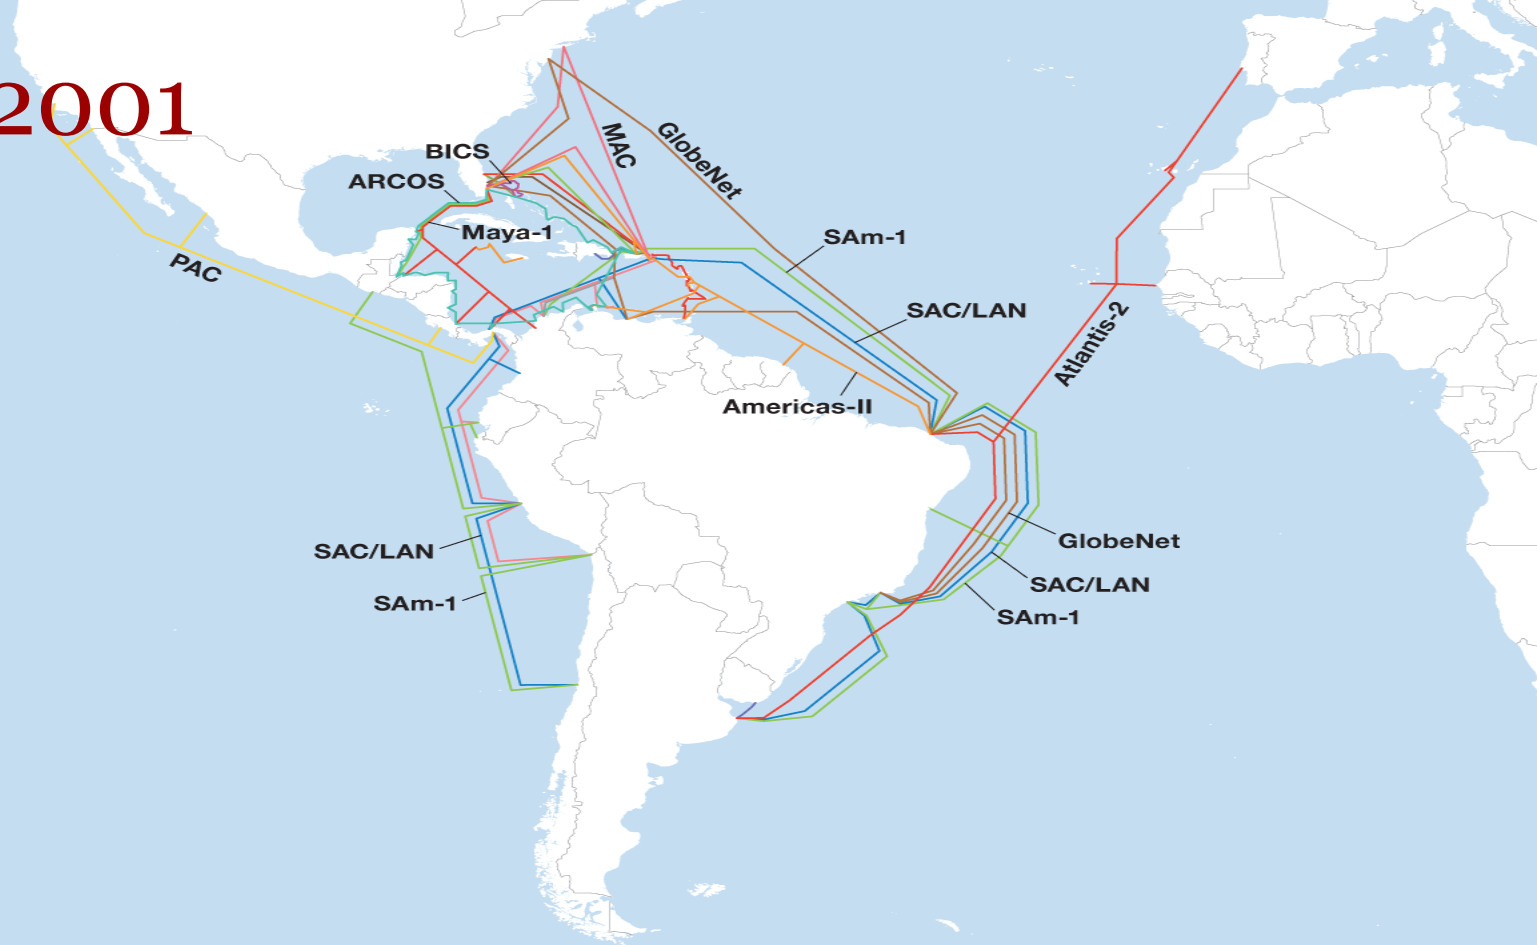 2001
BICS
MAC
GlobeNet
ARCOS
Maya-1
SAm-1
PAC
SAC/LAN
Atlantis-2
Americas-II
GlobeNet
SAC/LAN
SAC/LAN
SAm-1
SAm-1